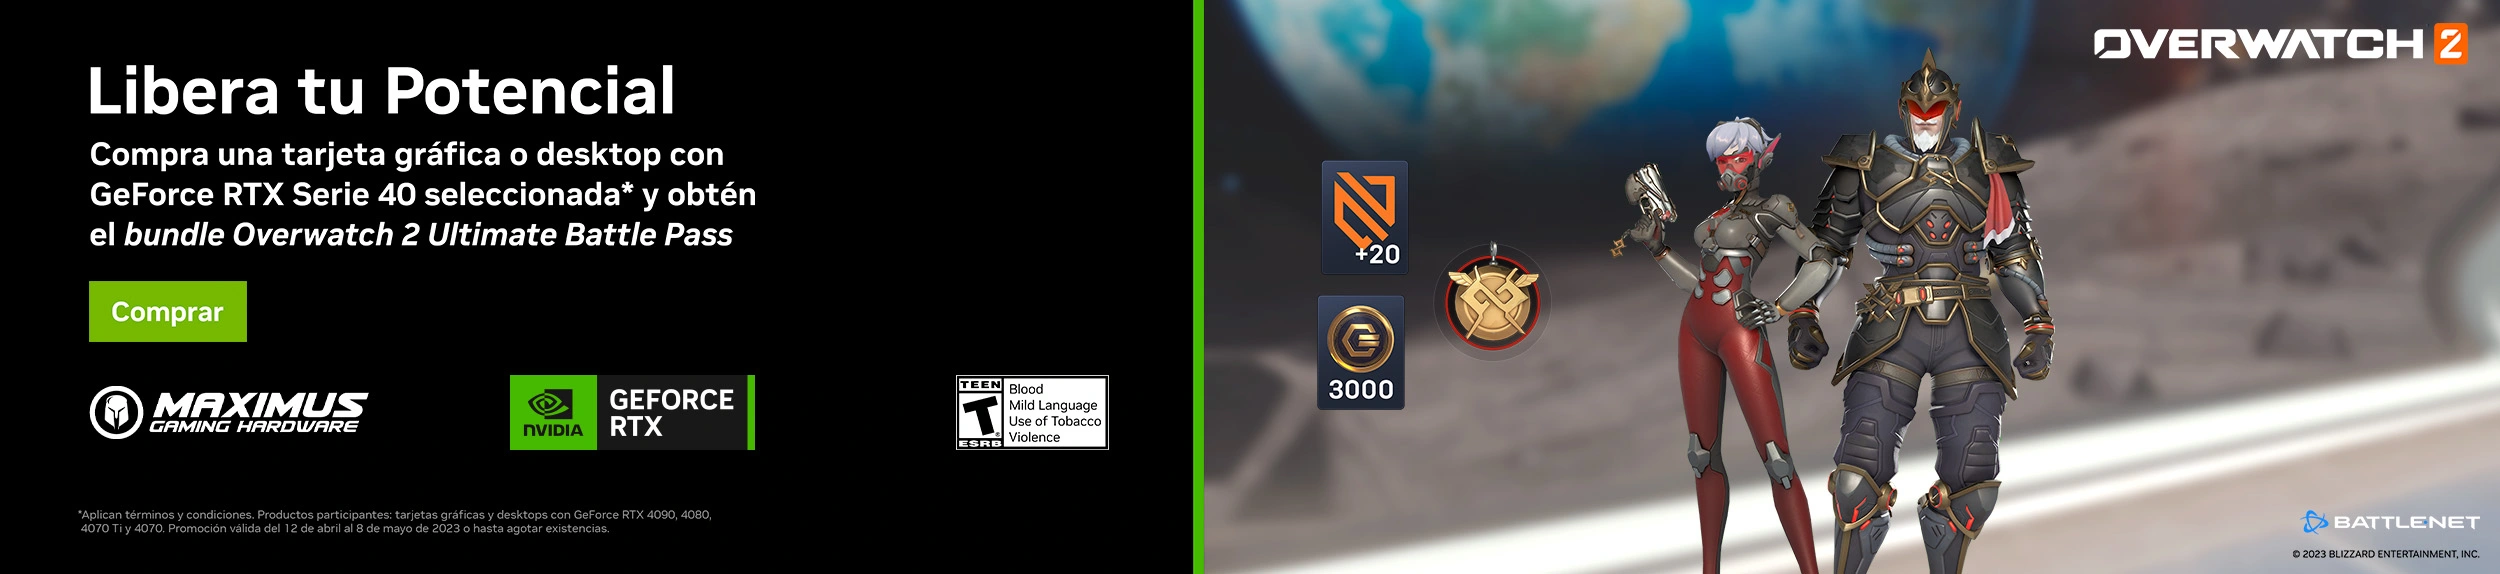 Libera tu Potencial
Compra una tarjeta gráfica o desktop con
GeForce RTX Serie 40 seleccionada* y obtén
el bundle Overwatch 2 Ultimate Battle Pass
Comprar
MAXIMUS
GAMING HARDWARE
NVIDIA
GEFORCE
RTX
TEEN
T
ESRB
Blood
Mild Language
Use of Tobacco
Violence
*Aplican términos y condiciones. Productos participantes: tarjetas gráficas y desktops con GeForce RTX 4090, 4080,
4070 Ti y 4070. Promoción válida del 12 de abril al 8 de mayo de 2023 o hasta agotar existencias.
OVERWATCH 2
+20
3000
BATTLE.NET
© 2023 BLIZZARD ENTERTAINMENT, INC.